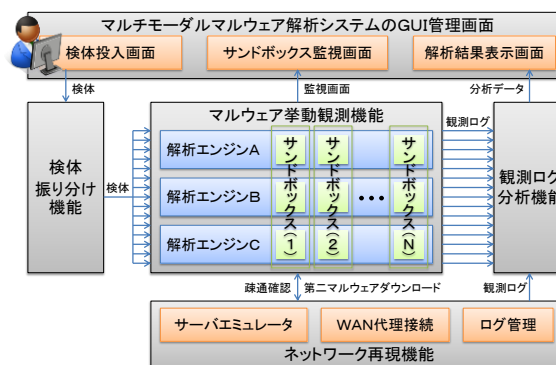 マルチモーダルマルウェア解析システムのGUI管理画面
検体投入画面
サンドボックス監視画面
解析結果表示画面
検体
監視画面
分析データ
検体
振り分け
機能
検体
マルウェア挙動観測機能
解析エンジンA
解析エンジンB
解析エンジンC
サンドボックス(1)
サンドボックス(2)
•••
サンドボックス(N)
観測ログ
観測ログ
分析機能
疎通確認
第二マルウェアダウンロード
観測ログ
サーバエミュレータ
WAN代理接続
ログ管理
ネットワーク再現機能